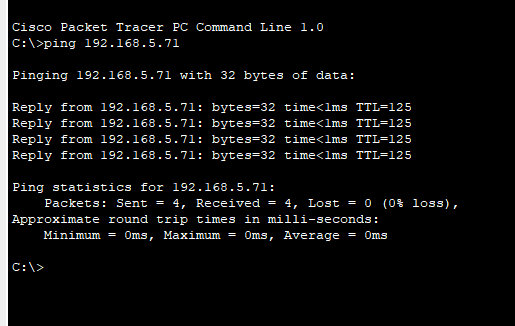 Cisco Packet Tracer PC Command Line 1.0
C:\>ping 192.168.5.71
Pinging 192.168.5.71 with 32 bytes of data:
Reply from 192.168.5.71: bytes=32 time<1ms TTL=125
Reply from 192.168.5.71: bytes=32 time<1ms TTL=125
Reply from 192.168.5.71: bytes=32 time<1ms TTL=125
Reply from 192.168.5.71: bytes=32 time<1ms TTL=125
Ping statistics for 192.168.5.71:
Packets: Sent = 4, Received = 4, Lost = 0 (0% loss),
Approximate round trip times in milli-seconds:
Minimum = 0ms, Maximum = 0ms, Average = 0ms
C:\>